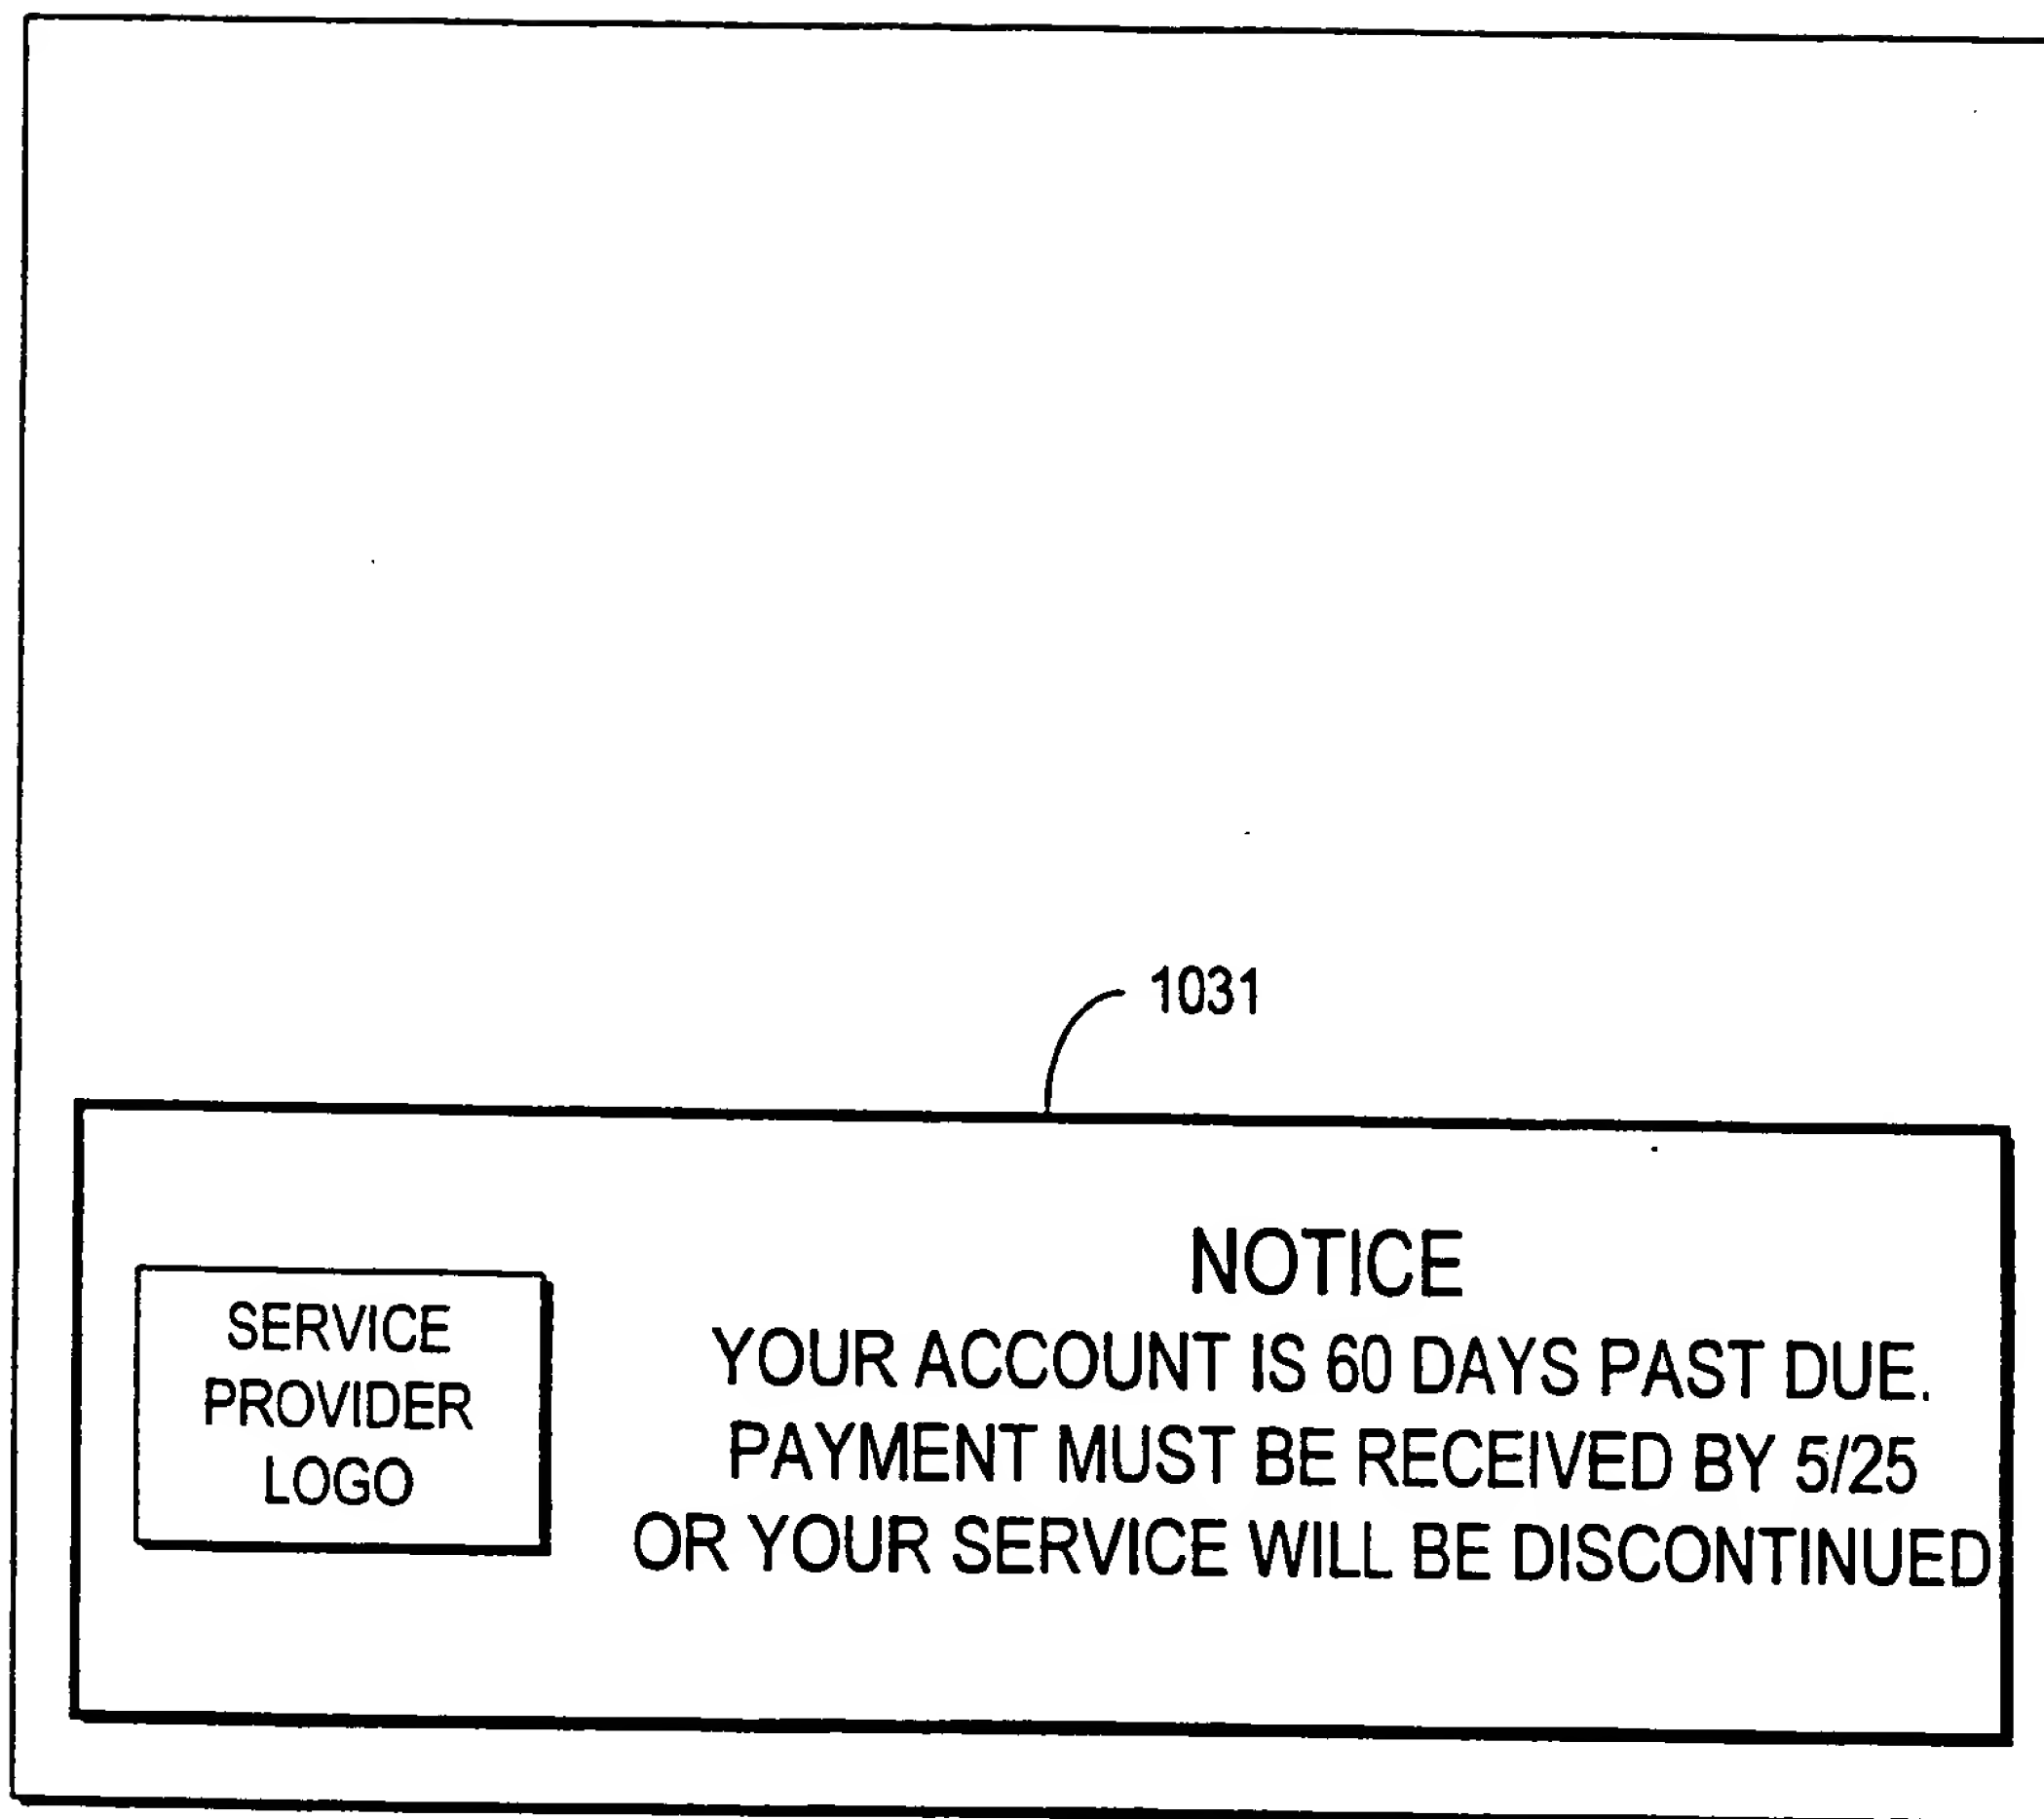 1031
NOTICE
YOUR ACCOUNT IS 60 DAYS PAST DUE.
PAYMENT MUST BE RECEIVED BY 5/25
OR YOUR SERVICE WILL BE DISCONTINUED
SERVICE
PROVIDER
LOGO